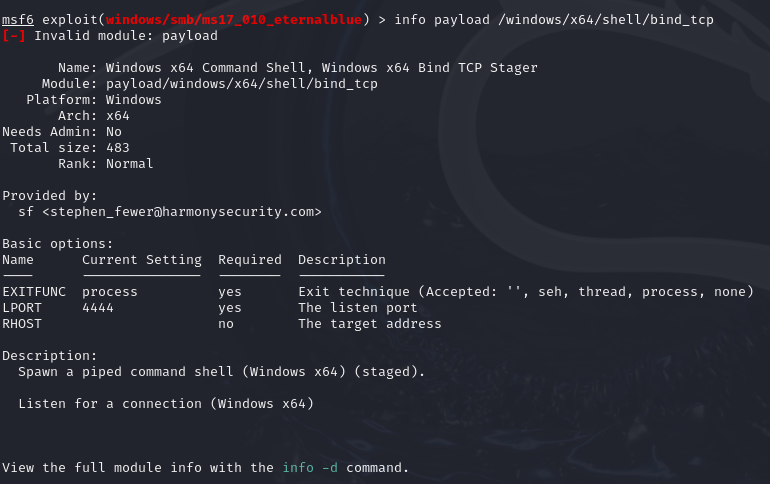 msf6 exploit(windows/smb/ms17_010_eternalblue) > info payload /windows/x64/shell/bind_tcp
[-] Invalid module: payload

       Name: Windows x64 Command Shell, Windows x64 Bind TCP Stager
     Module: payload/windows/x64/shell/bind_tcp
   Platform: Windows
       Arch: x64
Needs Admin: No
 Total size: 483
       Rank: Normal

Provided by:
  sf <stephen_fewer@harmonysecurity.com>

Basic options:
Name      Current Setting  Required  Description
----      ---------------  --------  -----------
EXITFUNC  process          yes       Exit technique (Accepted: '', seh, thread, process, none)
LPORT     4444             yes       The listen port
RHOST                      no        The target address

Description:
  Spawn a piped command shell (Windows x64) (staged).

  Listen for a connection (Windows x64)

View the full module info with the info -d command.